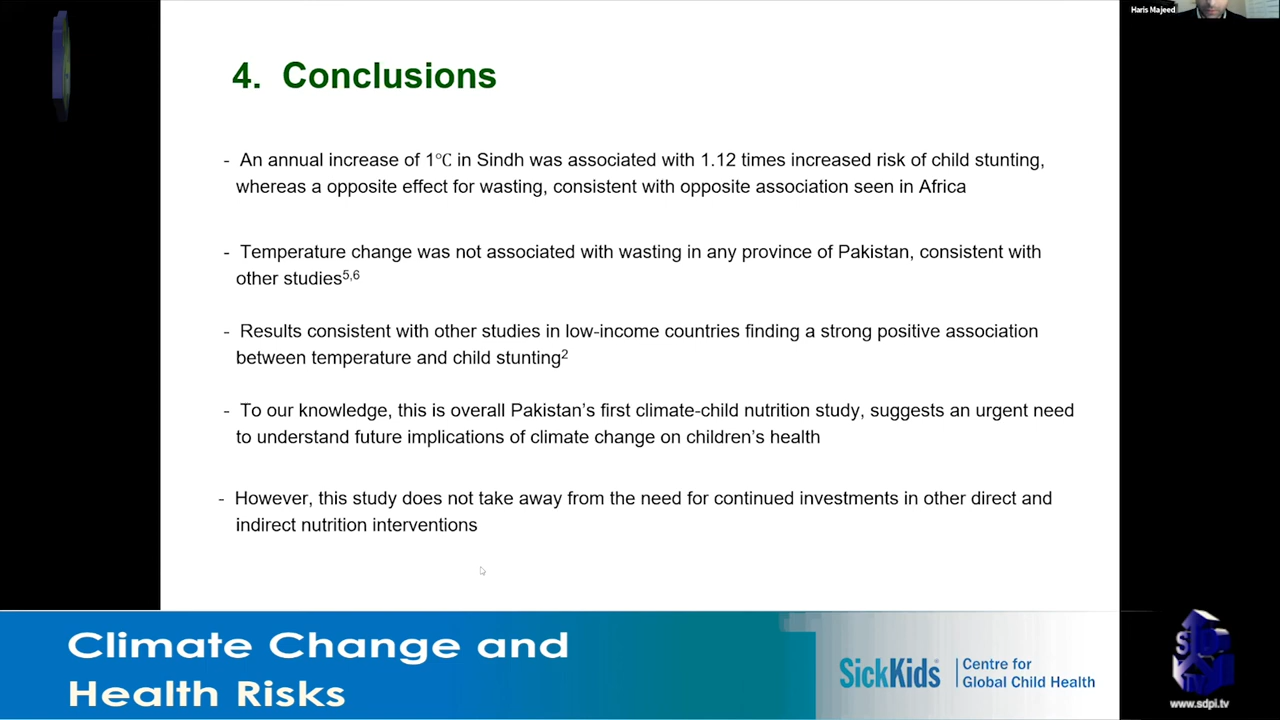 Haris Majeed
4. Conclusions
- An annual increase of 1°C in Sindh was associated with 1.12 times increased risk of child stunting,
whereas a opposite effect for wasting, consistent with opposite association seen in Africa
- Temperature change was not associated with wasting in any province of Pakistan, consistent with
other studies5,6
- Results consistent with other studies in low-income countries finding a strong positive association
between temperature and child stunting2
- To our knowledge, this is overall Pakistan's first climate-child nutrition study, suggests an urgent need
to understand future implications of climate change on children's health
- However, this study does not take away from the need for continued investments in other direct and
indirect nutrition interventions
Climate Change and
Health Risks
SickKids
Centre for
Global Child Health
www.sdpi.tv